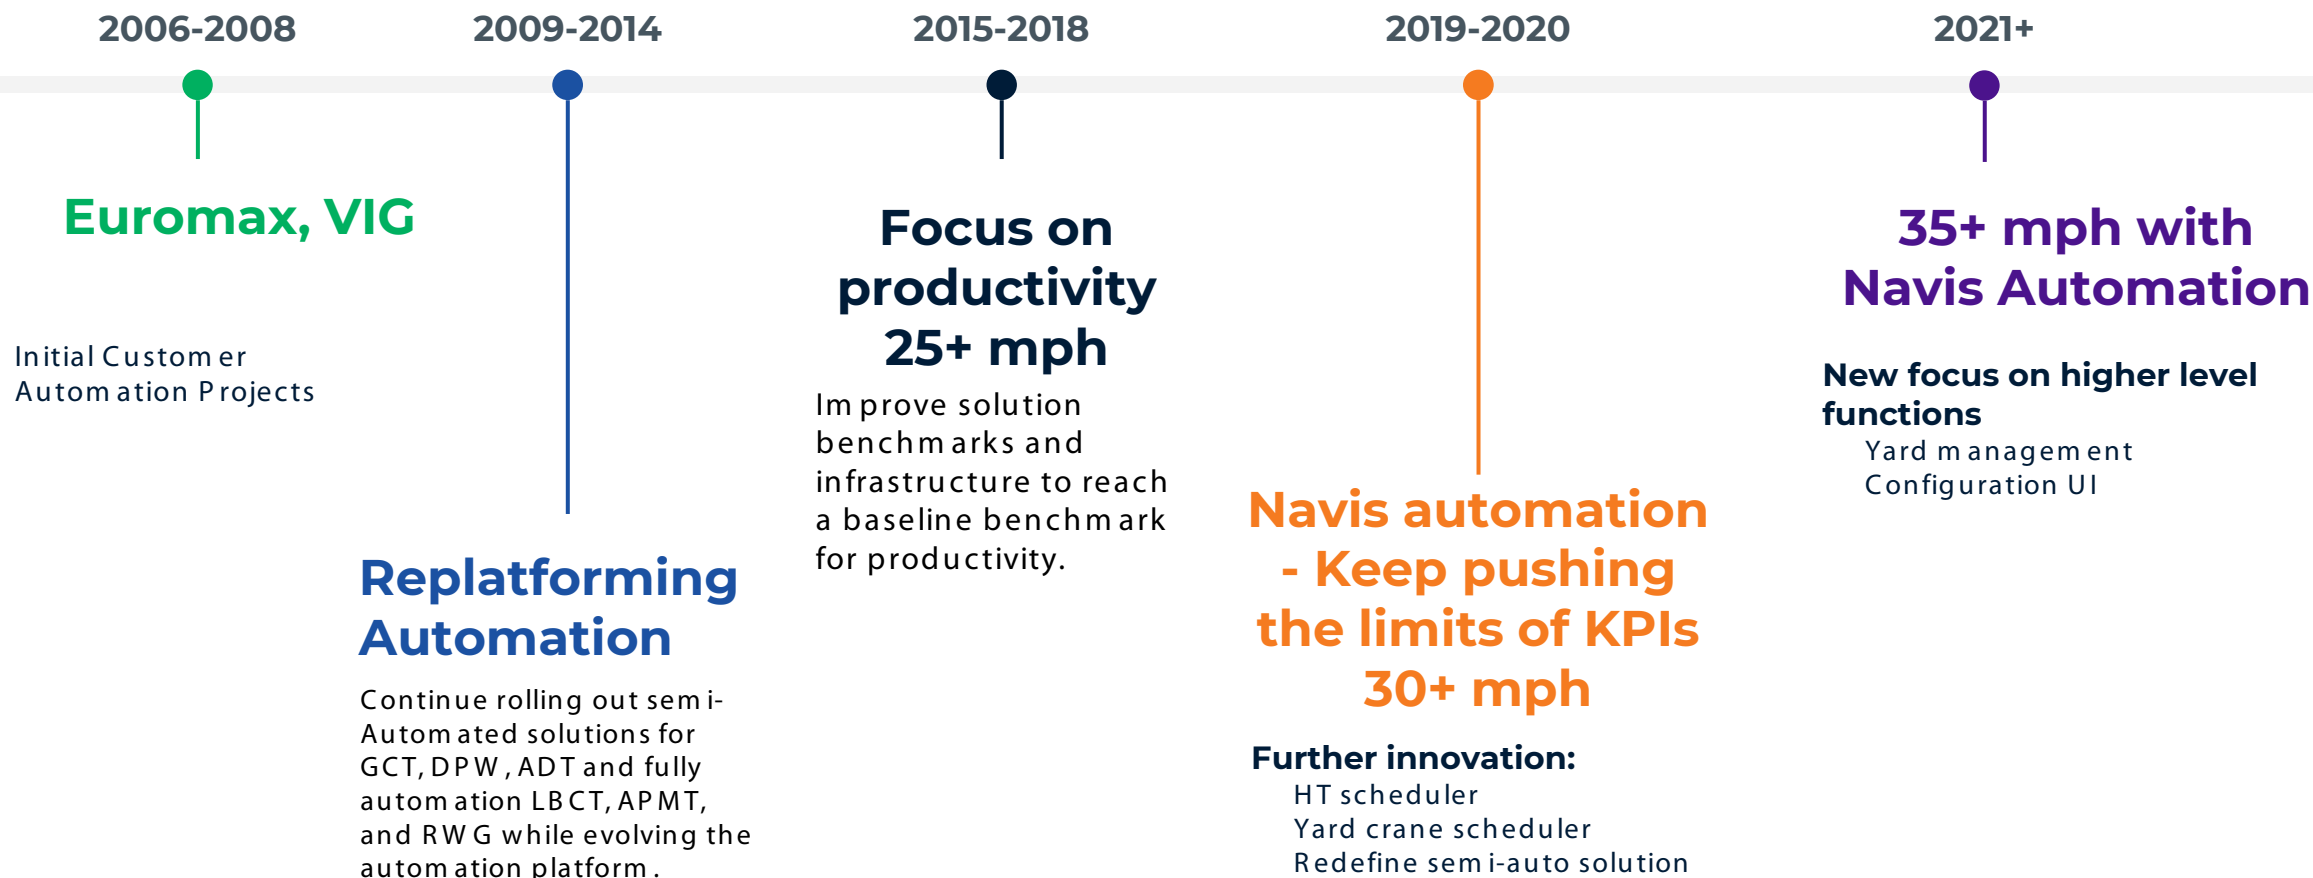 2006-2008
Euromax, VIG
Initial Customer
Automation Projects
2009-2014
Replatforming
Automation
Continue rolling out semi-
Automated solutions for
GCT, DPW, ADT and fully
automation LBCT, APMT,
and RWG while evolving the
automation platform.
2015-2018
Focus on
productivity
25+ mph
Improve solution
benchmarks and
infrastructure to reach
a baseline benchmark
for productivity.
2019-2020
Navis automation
- Keep pushing
the limits of KPIs
30+ mph
Further innovation:
HT scheduler
Yard crane scheduler
Redefine semi-auto solution
2021+
35+ mph with
Navis Automation
New focus on higher level
functions
Yard management
Configuration UI